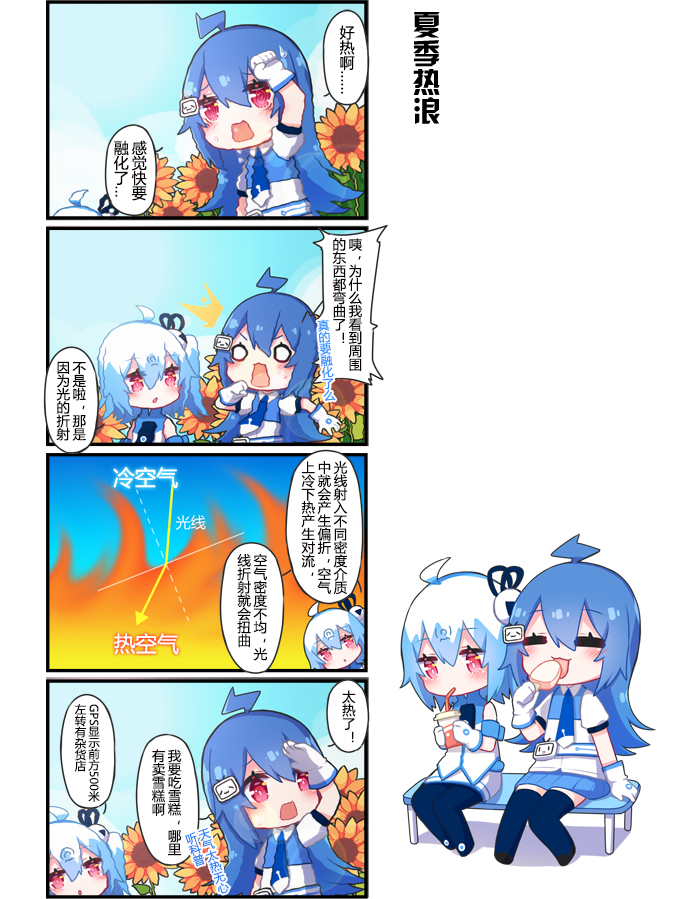 夏季热浪
好热啊……
感觉快要
融化了…
咦，为什么我看到周围
的东西都弯曲了！
真的要融化了么
不是啦，那是
因为光的折射
光线射入不同密度介质
中就会产生偏折，空气
上冷下热产生对流，
空气密度不均，光
线折射就会扭曲
冷空气
光线
热空气
太热了！
我要吃雪糕，哪里
有卖雪糕啊
天气太热无心
听科普
GPS显示前方500米
左转有杂货店